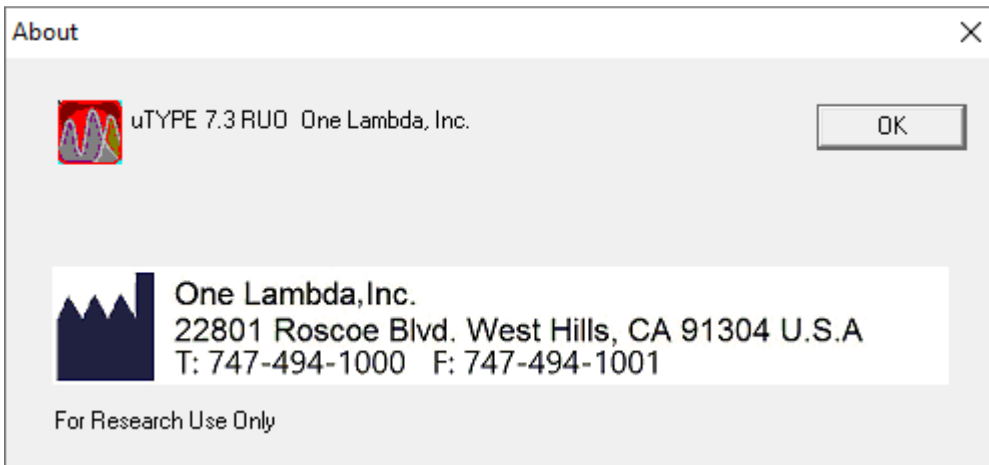 About
uTYPE 7.3 RUO  One Lambda, Inc.
OK
One Lambda,Inc.
22801 Roscoe Blvd. West Hills, CA 91304 U.S.A
T: 747-494-1000   F: 747-494-1001
For Research Use Only